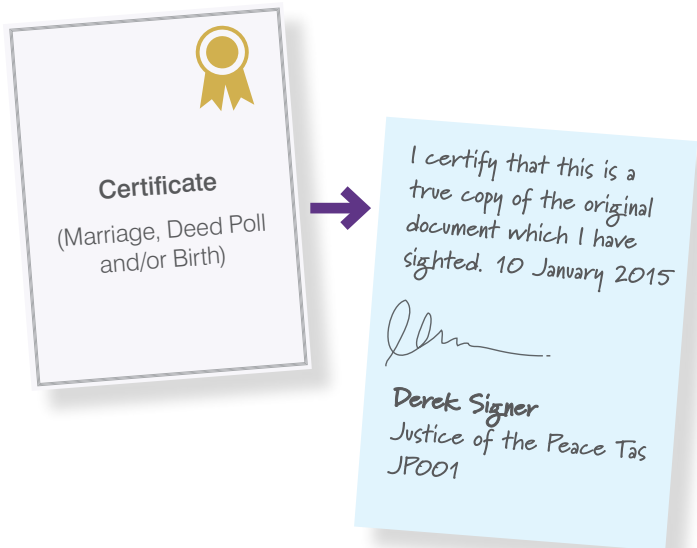 Certificate
(Marriage, Deed Poll
and/or Birth)
I certify that this is a
true copy of the original
document which I have
sighted. 10 January 2015
Derek Signer
Justice of the Peace Tas
JP001